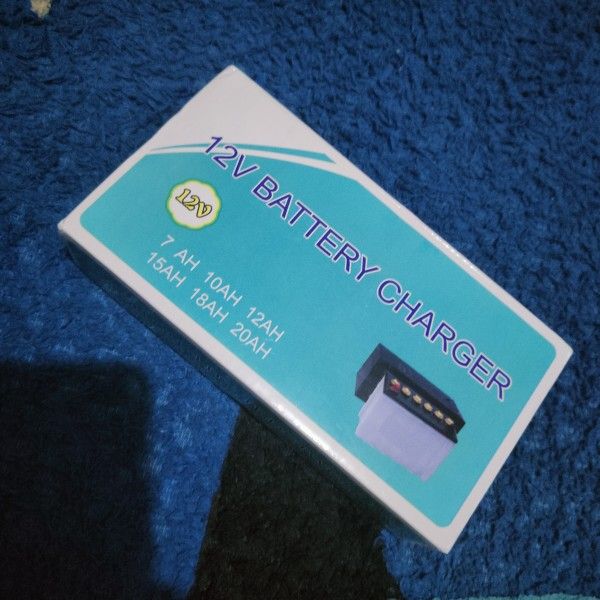 12V BATTERY CHARGER
12V
7 AH 10AH 12AH
15AH 18AH 20AH